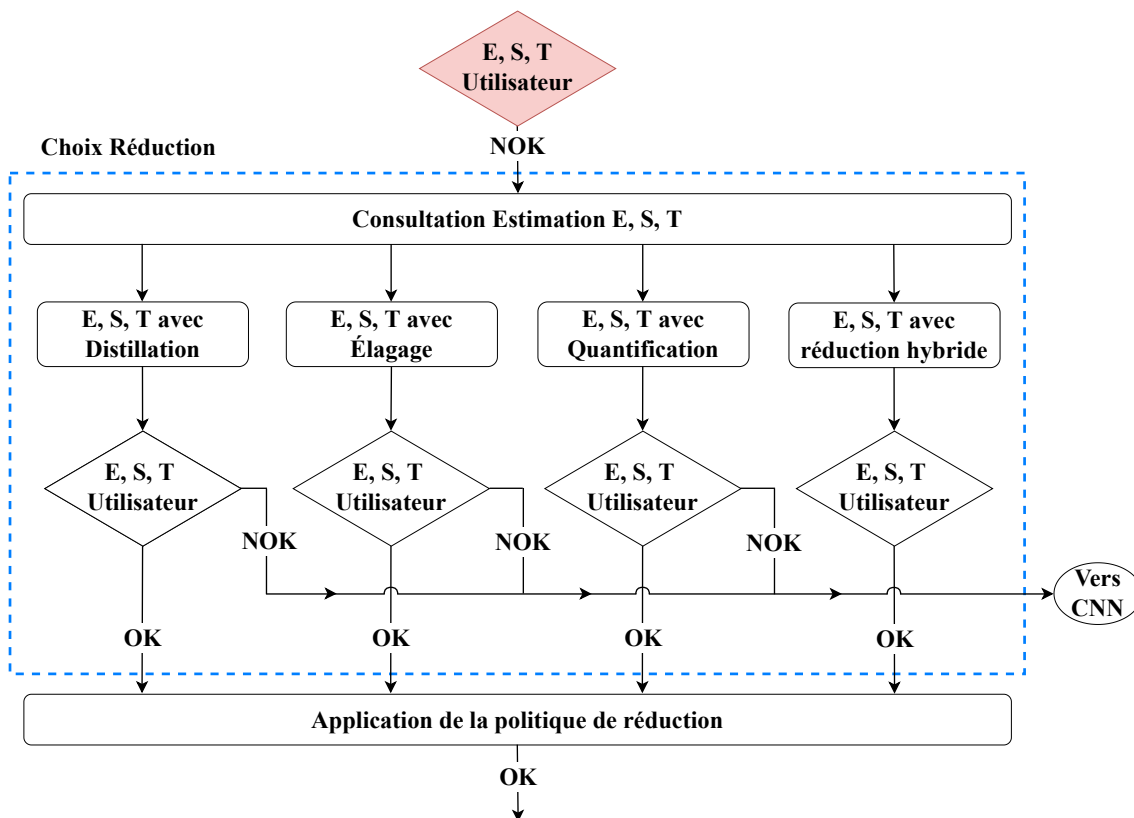 E, S, T
Utilisateur
NOK
Choix Réduction
Consultation Estimation E, S, T
E, S, T avec
Distillation
E, S, T avec
Élagage
E, S, T avec
Quantification
E, S, T avec
réduction hybride
E, S, T
Utilisateur
E, S, T
Utilisateur
E, S, T
Utilisateur
E, S, T
Utilisateur
NOK
NOK
NOK
Vers
CNN
OK
OK
OK
OK
Application de la politique de réduction
OK